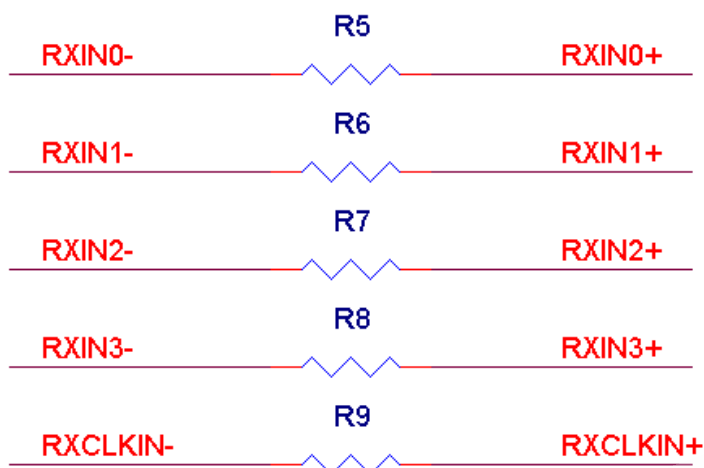 R5
RXIN0- RXIN0+
R6
RXIN1- RXIN1+
R7
RXIN2- RXIN2+
R8
RXIN3- RXIN3+
R9
RXCLKIN- RXCLKIN+